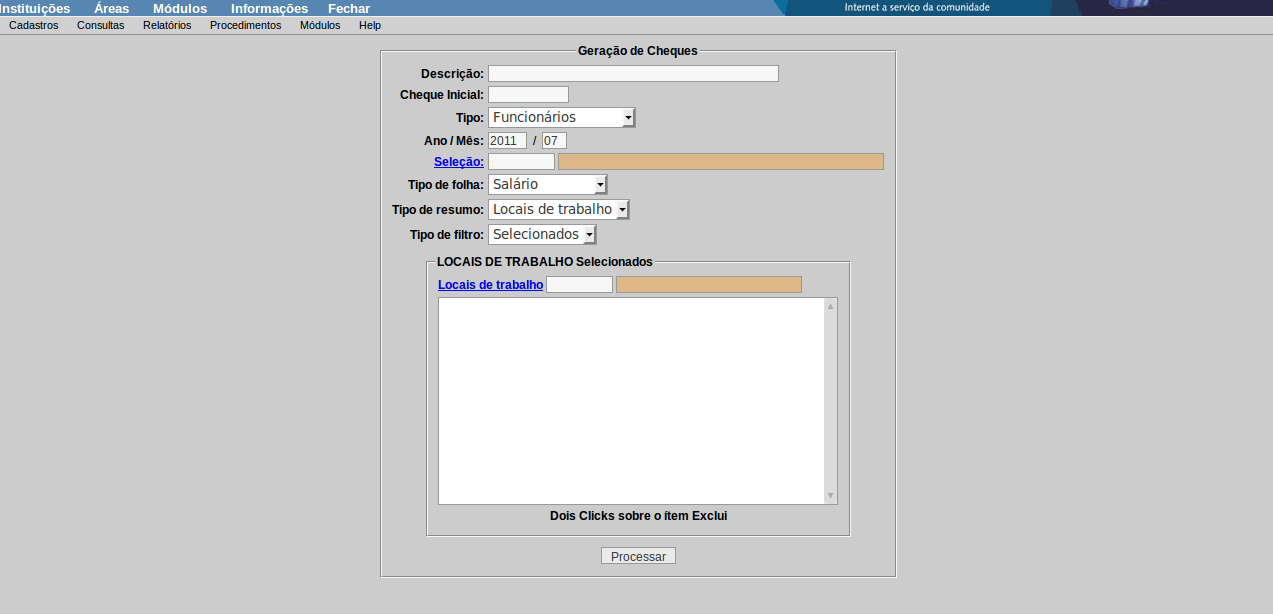 Instituições Áreas Módulos Informações Fechar
Internet a serviço da comunidade
Cadastros Consultas Relatórios Procedimentos Módulos Help
Geração de Cheques
Descrição:
Cheque Inicial:
Tipo: Funcionários
Ano / Mês: 2011 / 07
Seleção:
Tipo de folha: Salário
Tipo de resumo: Locais de trabalho
Tipo de filtro: Selecionados
LOCAIS DE TRABALHO Selecionados
Locais de trabalho
Dois Clicks sobre o ítem Exclui
Processar